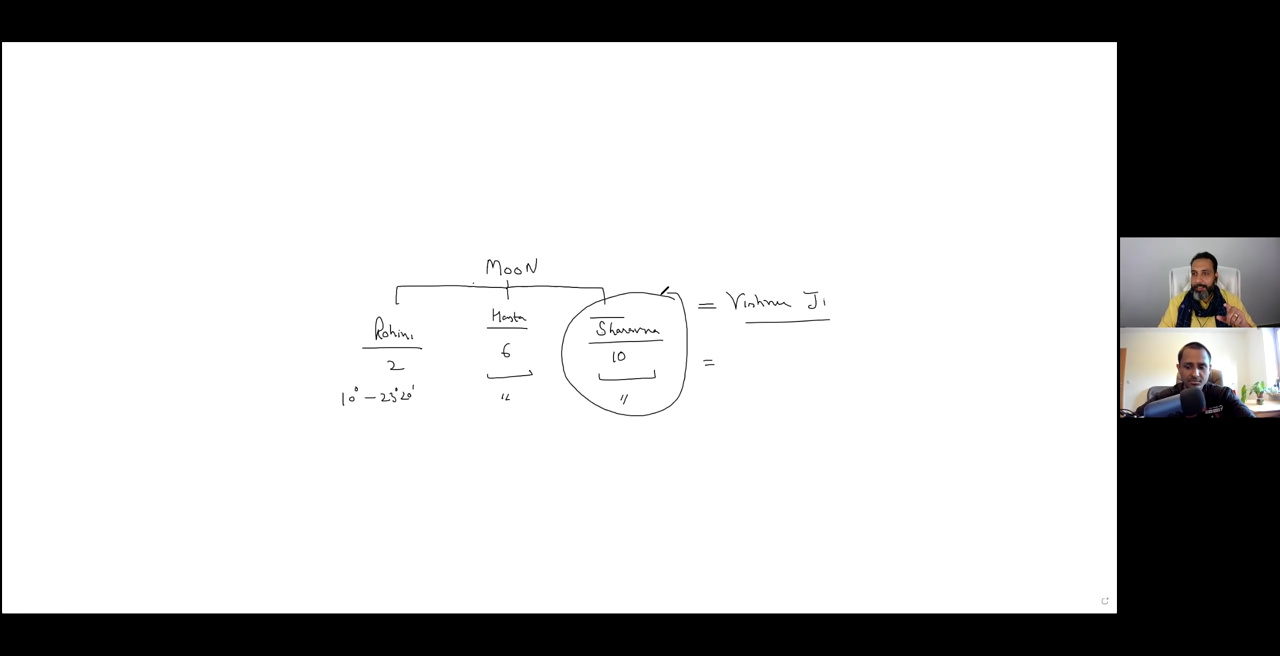 MOON
Rohini Hasta Sharavna = Vishnu Ji
2 6 10 =
10° - 23°20' " "